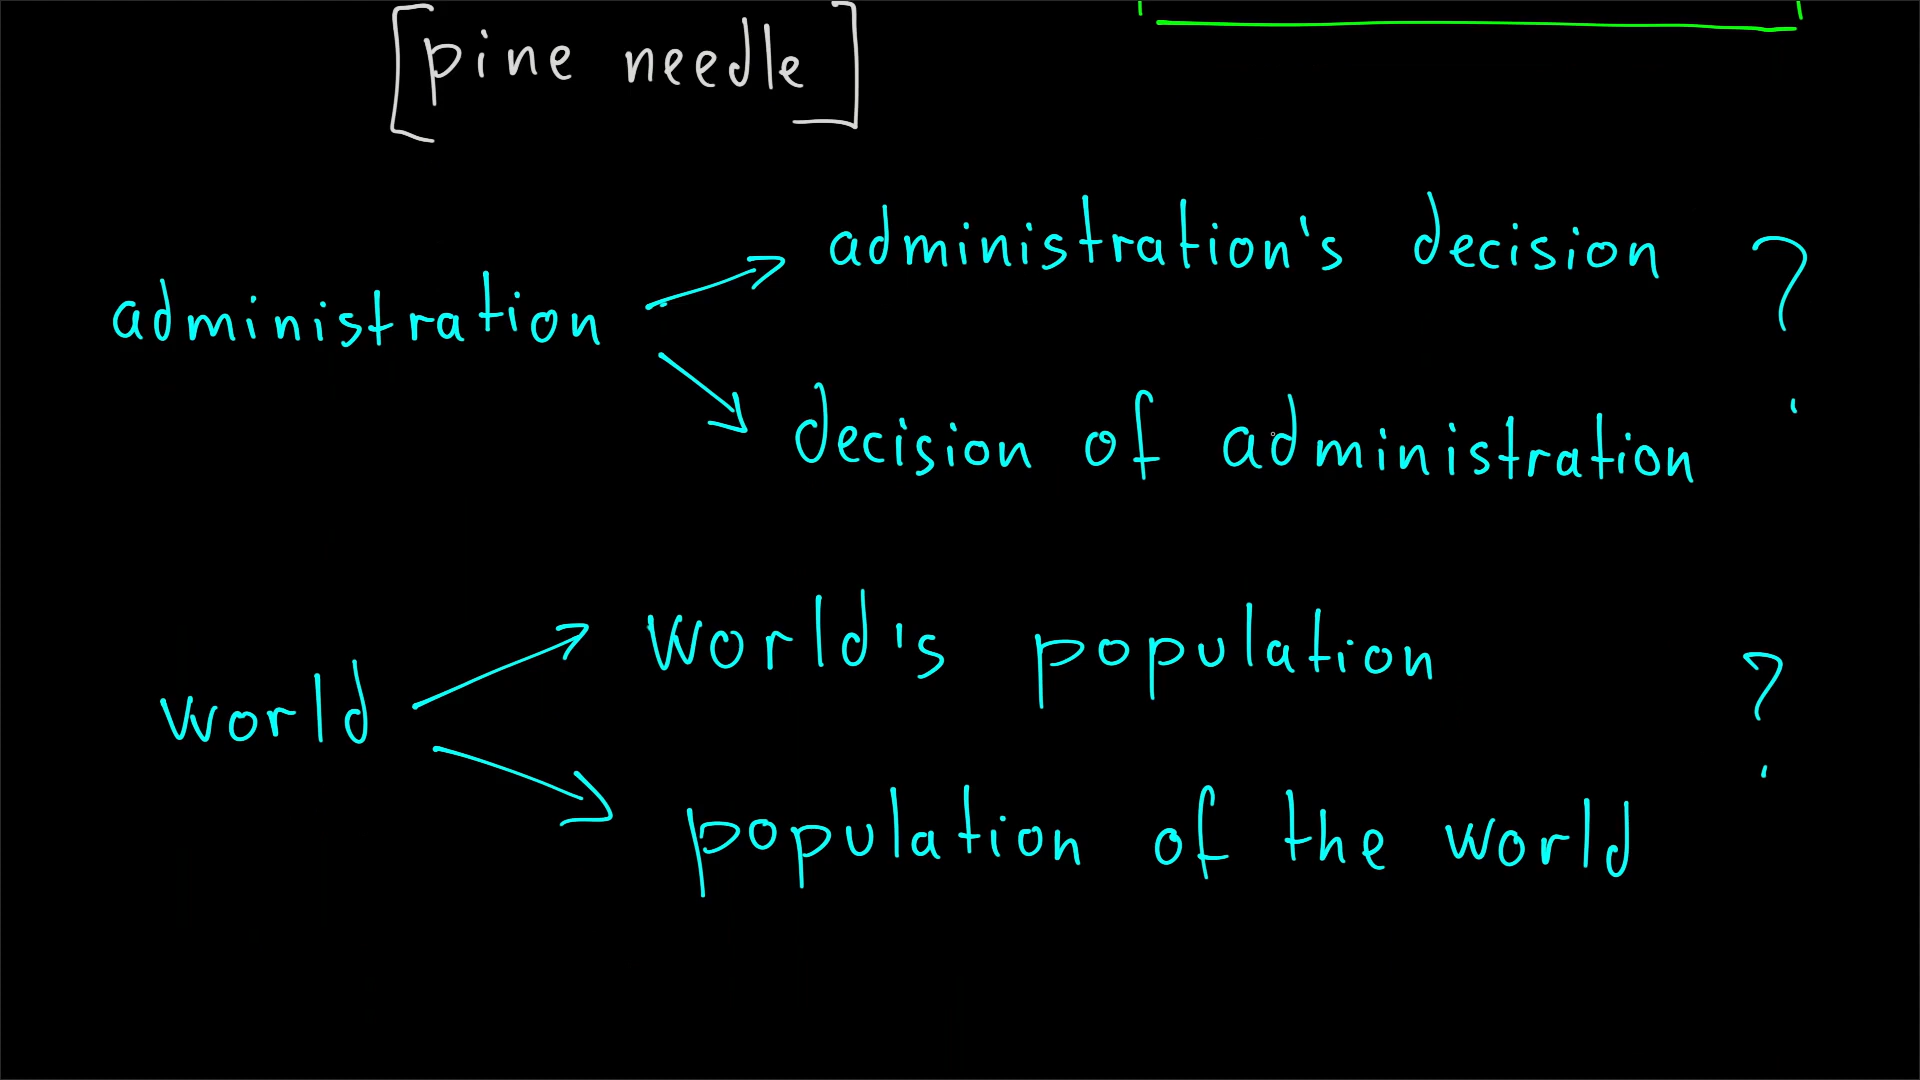 [pine needle]
administration's decision ?
administration
decision of administration
world's population ?
world
population of the world